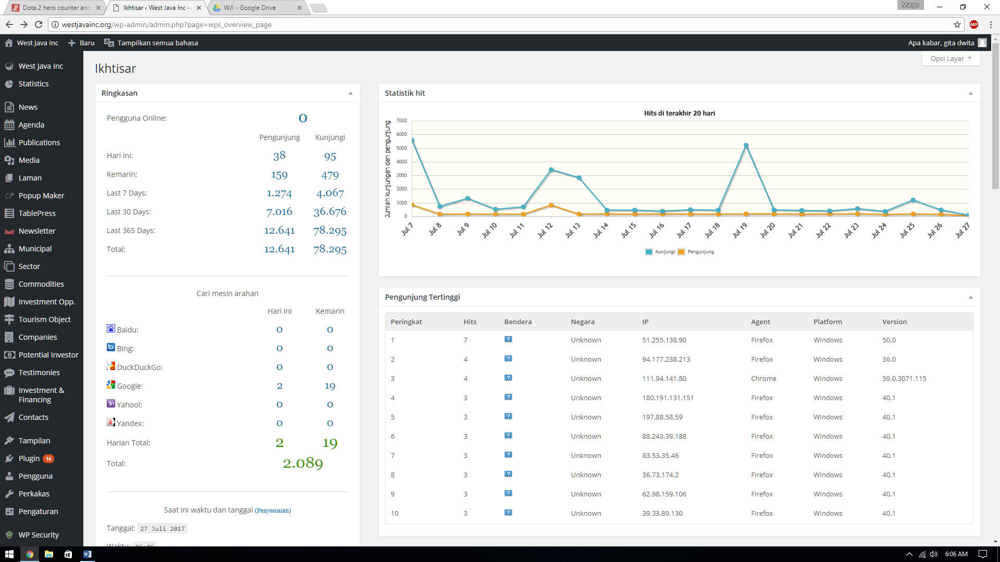 Dota 2 hero counter and
Ikhtisar ‹ West Java Inc —
WJI - Google Drive
Margo
westjavainc.org/wp-admin/admin.php?page=wps_overview_page
ABP
West Java Inc
Baru
Tampilkan semua bahasa
Apa kabar, gita dwita
West Java Inc
Statistics
News
Agenda
Publications
Media
Laman
Popup Maker
TablePress
Newsletter
Municipal
Sector
Commodities
Investment Opp.
Tourism Object
Companies
Potential Investor
Testimonies
Investment &
Financing
Contacts
Tampilan
Plugin 16
Pengguna
Perkakas
Pengaturan
WP Security
Opsi Layar
Ikhtisar
Ringkasan
Pengguna Online: 0
Pengunjung Kunjungi
Hari ini: 38 95
Kemarin: 159 479
Last 7 Days: 1.274 4.067
Last 30 Days: 7.016 36.676
Last 365 Days: 12.641 78.295
Total: 12.641 78.295
Cari mesin arahan
Hari ini Kemarin
Baidu: 0 0
Bing: 0 0
DuckDuckGo: 0 0
Google: 2 19
Yahoo!: 0 0
Yandex: 0 0
Harian Total: 2 19
Total: 2.089
Saat ini waktu dan tanggal (Penyesuaian)
Tanggal: 27 Juli 2017
Waktu: 06:06
Statistik hit
Hits di terakhir 20 hari
Jumlah kunjungan dan pengunjung
7000
6000
5000
4000
3000
2000
1000
0
Jul 7 Jul 8 Jul 9 Jul 10 Jul 11 Jul 12 Jul 13 Jul 14 Jul 15 Jul 16 Jul 17 Jul 18 Jul 19 Jul 20 Jul 21 Jul 22 Jul 23 Jul 24 Jul 25 Jul 26 Jul 27
Kunjungi Pengunjung
Pengunjung Tertinggi
Peringkat Hits Bendera Negara IP Agent Platform Version
1 7 ? Unknown 51.255.138.90 Firefox Windows 50.0
2 4 ? Unknown 94.177.238.213 Firefox Windows 36.0
3 4 ? Unknown 111.94.141.80 Chrome Windows 59.0.3071.115
4 3 ? Unknown 180.191.131.151 Firefox Windows 40.1
5 3 ? Unknown 197.88.58.59 Firefox Windows 40.1
6 3 ? Unknown 88.243.39.188 Firefox Windows 40.1
7 3 ? Unknown 83.53.35.46 Firefox Windows 40.1
8 3 ? Unknown 36.73.174.2 Firefox Windows 40.1
9 3 ? Unknown 62.98.159.106 Firefox Windows 40.1
10 3 ? Unknown 39.33.89.130 Firefox Windows 40.1
6:06 AM